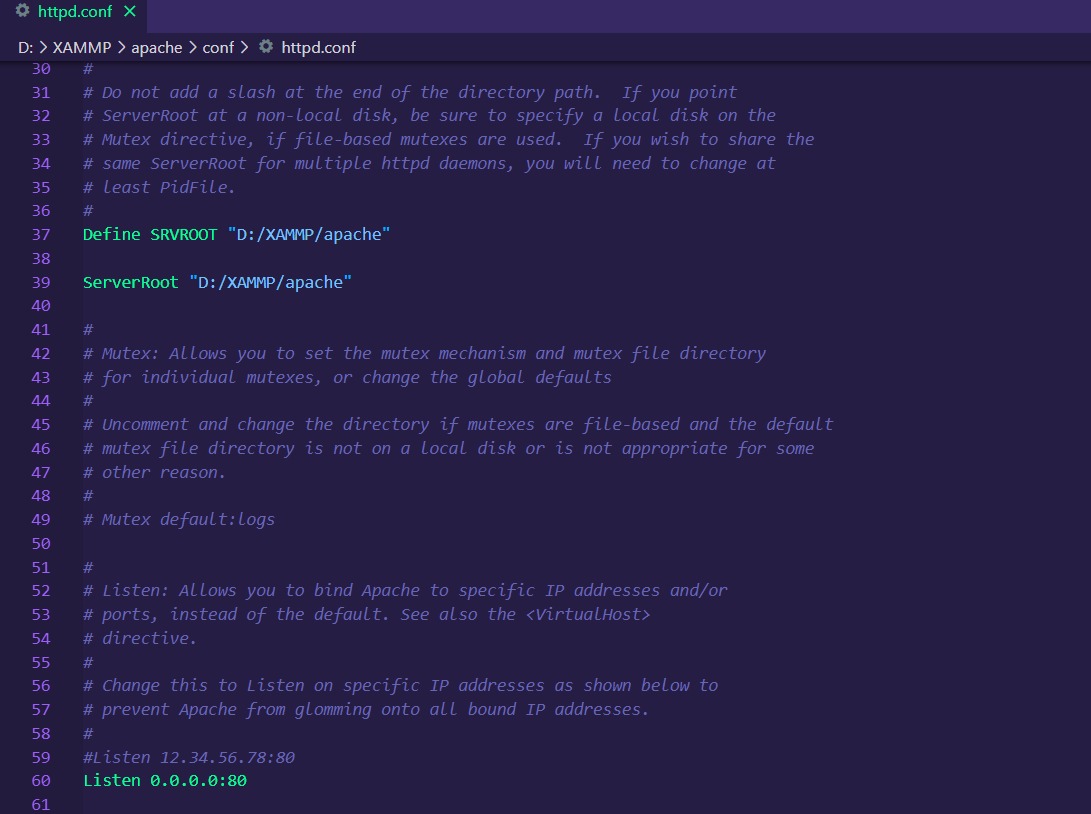 httpd.conf ×
D: > XAMMP > apache > conf > httpd.conf
30 #
31 # Do not add a slash at the end of the directory path.  If you point
32 # ServerRoot at a non-local disk, be sure to specify a local disk on the
33 # Mutex directive, if file-based mutexes are used.  If you wish to share the
34 # same ServerRoot for multiple httpd daemons, you will need to change at
35 # least PidFile.
36 #
37 Define SRVROOT "D:/XAMMP/apache"
38
39 ServerRoot "D:/XAMMP/apache"
40
41 #
42 # Mutex: Allows you to set the mutex mechanism and mutex file directory
43 # for individual mutexes, or change the global defaults
44 #
45 # Uncomment and change the directory if mutexes are file-based and the default
46 # mutex file directory is not on a local disk or is not appropriate for some
47 # other reason.
48 #
49 # Mutex default:logs
50
51 #
52 # Listen: Allows you to bind Apache to specific IP addresses and/or
53 # ports, instead of the default. See also the <VirtualHost>
54 # directive.
55 #
56 # Change this to Listen on specific IP addresses as shown below to
57 # prevent Apache from glomming onto all bound IP addresses.
58 #
59 #Listen 12.34.56.78:80
60 Listen 0.0.0.0:80
61